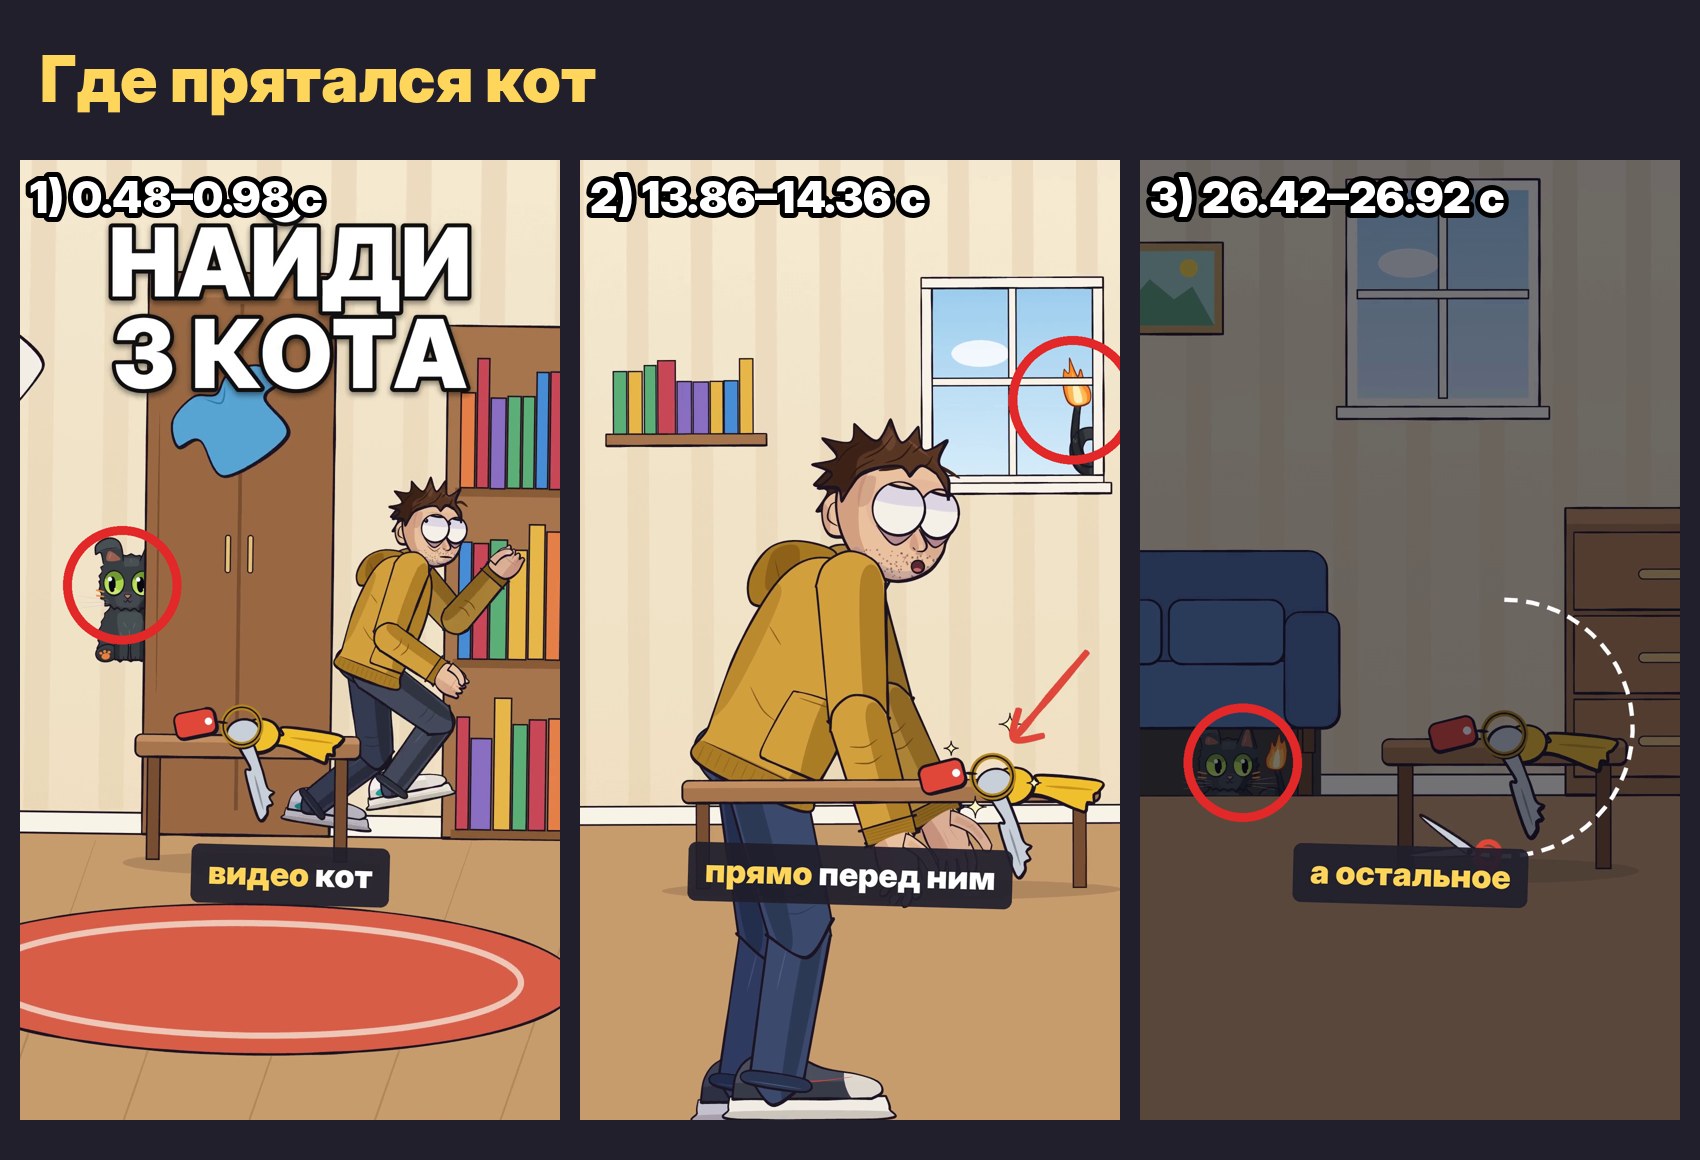 Где прятался кот
1) 0.48–0.98 с
НАЙДИ
3 КОТА
видео кот
2) 13.86–14.36 с
прямо перед ним
3) 26.42–26.92 с
а остальное